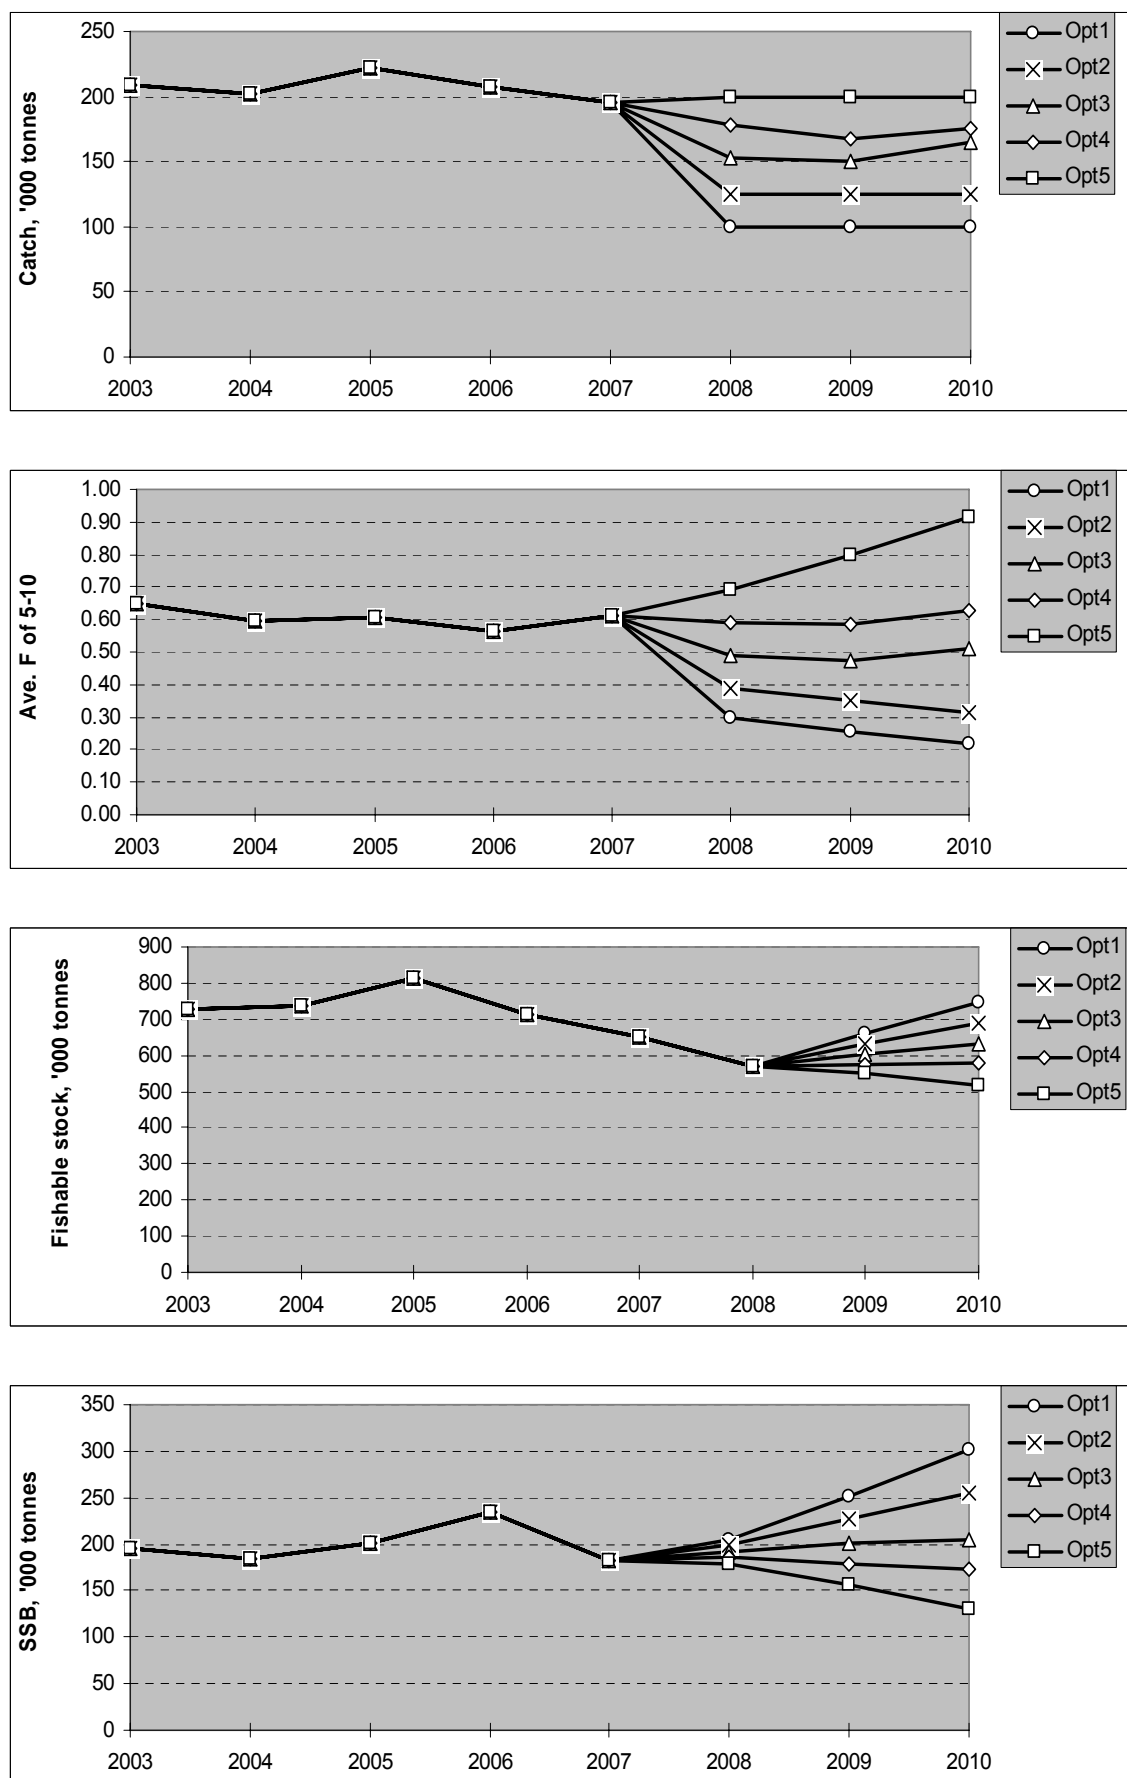 Catch, '000 tonnes
250
200
150
100
50
0
2003 2004 2005 2006 2007 2008 2009 2010
Opt1
Opt2
Opt3
Opt4
Opt5
Ave. F of 5-10
1.00
0.90
0.80
0.70
0.60
0.50
0.40
0.30
0.20
0.10
0.00
2003 2004 2005 2006 2007 2008 2009 2010
Opt1
Opt2
Opt3
Opt4
Opt5
Fishable stock, '000 tonnes
900
800
700
600
500
400
300
200
100
0
2003 2004 2005 2006 2007 2008 2009 2010
Opt1
Opt2
Opt3
Opt4
Opt5
SSB, '000 tonnes
350
300
250
200
150
100
50
0
2003 2004 2005 2006 2007 2008 2009 2010
Opt1
Opt2
Opt3
Opt4
Opt5